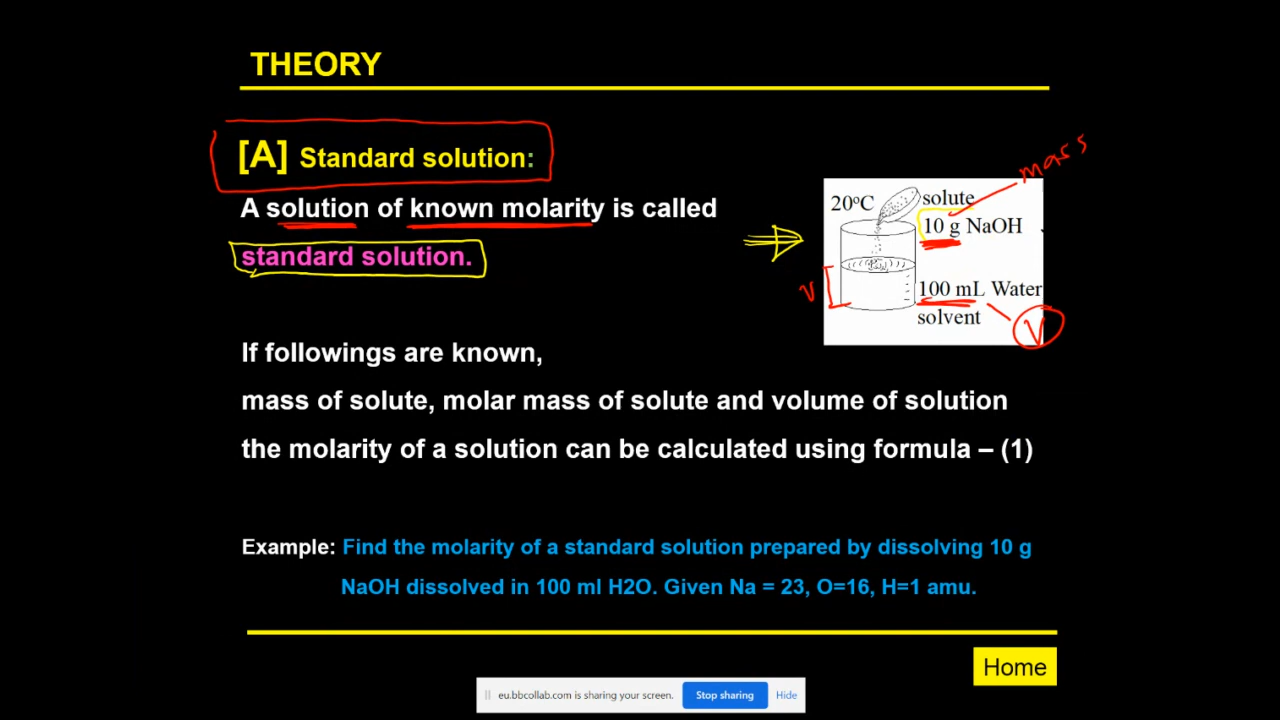 THEORY
[A] Standard solution:
A solution of known molarity is called
standard solution.
mass
20°C
solute
10 g NaOH
V
100 mL Water
solvent
V
If followings are known,
mass of solute, molar mass of solute and volume of solution
the molarity of a solution can be calculated using formula – (1)
Example: Find the molarity of a standard solution prepared by dissolving 10 g
NaOH dissolved in 100 ml H2O. Given Na = 23, O=16, H=1 amu.
Home
eu.bbcollab.com is sharing your screen. Stop sharing Hide